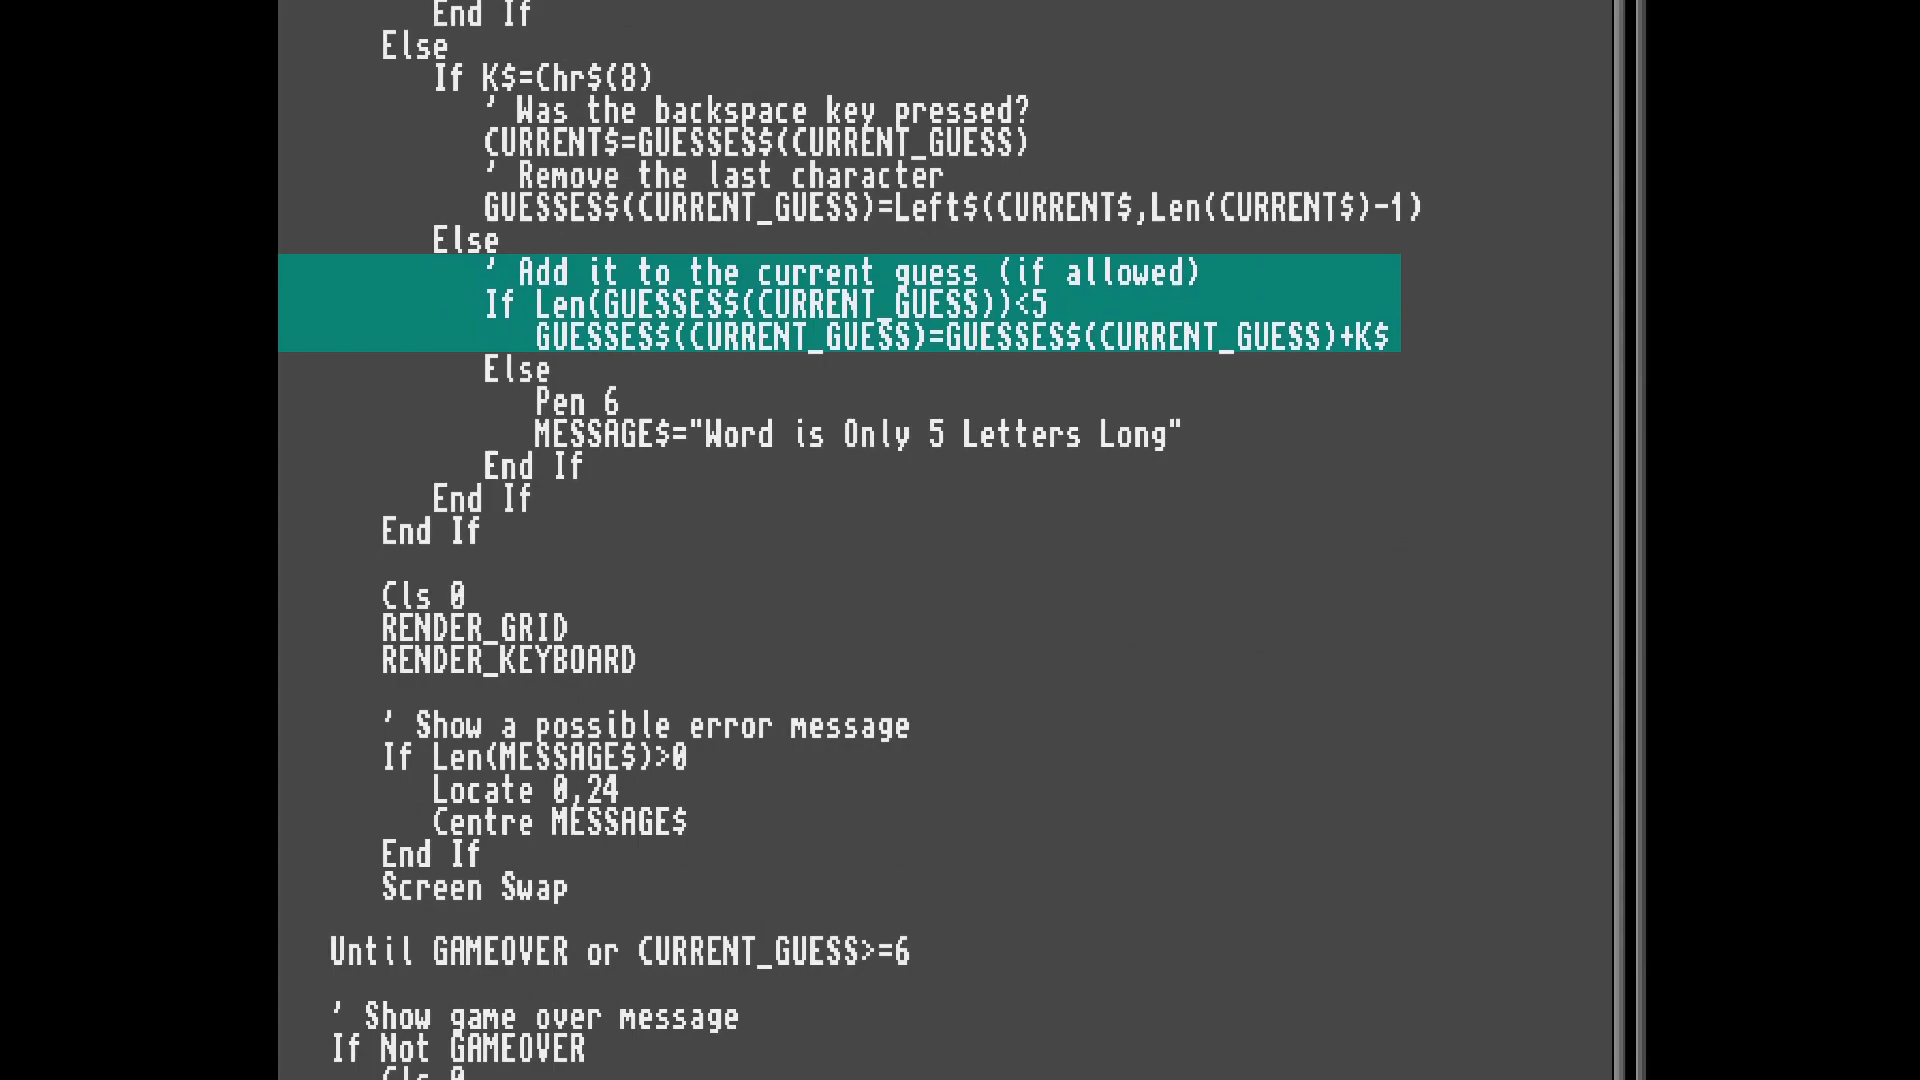 End If
Else
If K$=Chr$(8)
' Was the backspace key pressed?
CURRENT$=GUESSES$(CURRENT_GUESS)
' Remove the last character
GUESSES$(CURRENT_GUESS)=Left$(CURRENT$,Len(CURRENT$)-1)
Else
' Add it to the current guess (if allowed)
If Len(GUESSES$(CURRENT_GUESS))<5
GUESSES$(CURRENT_GUESS)=GUESSES$(CURRENT_GUESS)+K$
Else
Pen 6
MESSAGE$="Word is Only 5 Letters Long"
End If
End If
End If
Cls 0
RENDER_GRID
RENDER_KEYBOARD
' Show a possible error message
If Len(MESSAGE$)>0
Locate 0,24
Centre MESSAGE$
End If
Screen Swap
Until GAMEOVER or CURRENT_GUESS>=6
' Show game over message
If Not GAMEOVER
Cls 0